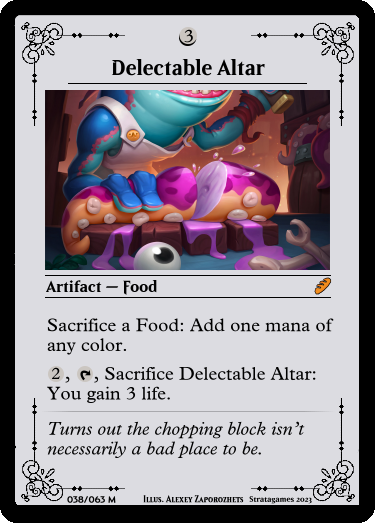 3
Delectable Altar
Artifact — Food
Sacrifice a Food: Add one mana of
any color.
2, , Sacrifice Delectable Altar:
You gain 3 life.
Turns out the chopping block isn't
necessarily a bad place to be.
038/063 M Illus. Alexey Zaporozhets Stratagames 2023